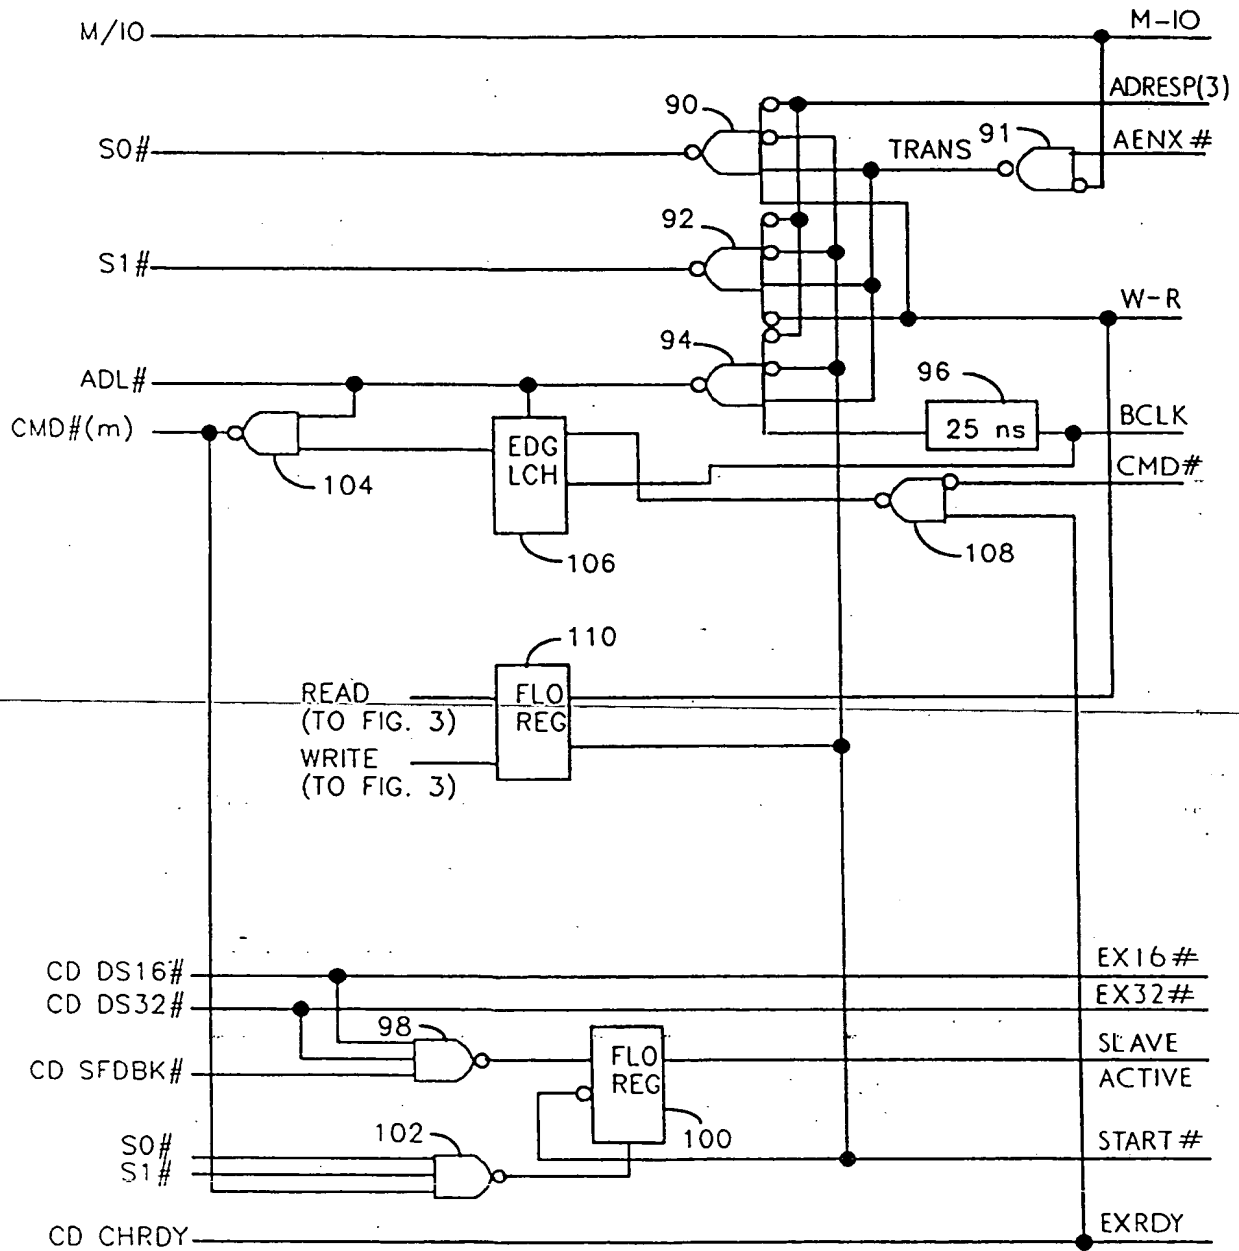 M/IO
M-IO
ADRESP(3)
90
S0#
TRANS
91
AENX#
92
S1#
W-R
94
ADL#
96
CMD#(m)
25 ns
BCLK
EDG
LCH
CMD#
104
106
108
110
READ
(TO FIG. 3)
FLO
REG
WRITE
(TO FIG. 3)
CD DS16#
EX16#
CD DS32#
EX32#
98
CD SFDBK#
FLO
REG
SLAVE
ACTIVE
100
102
S0#
S1#
START#
CD CHRDY
EXRDY